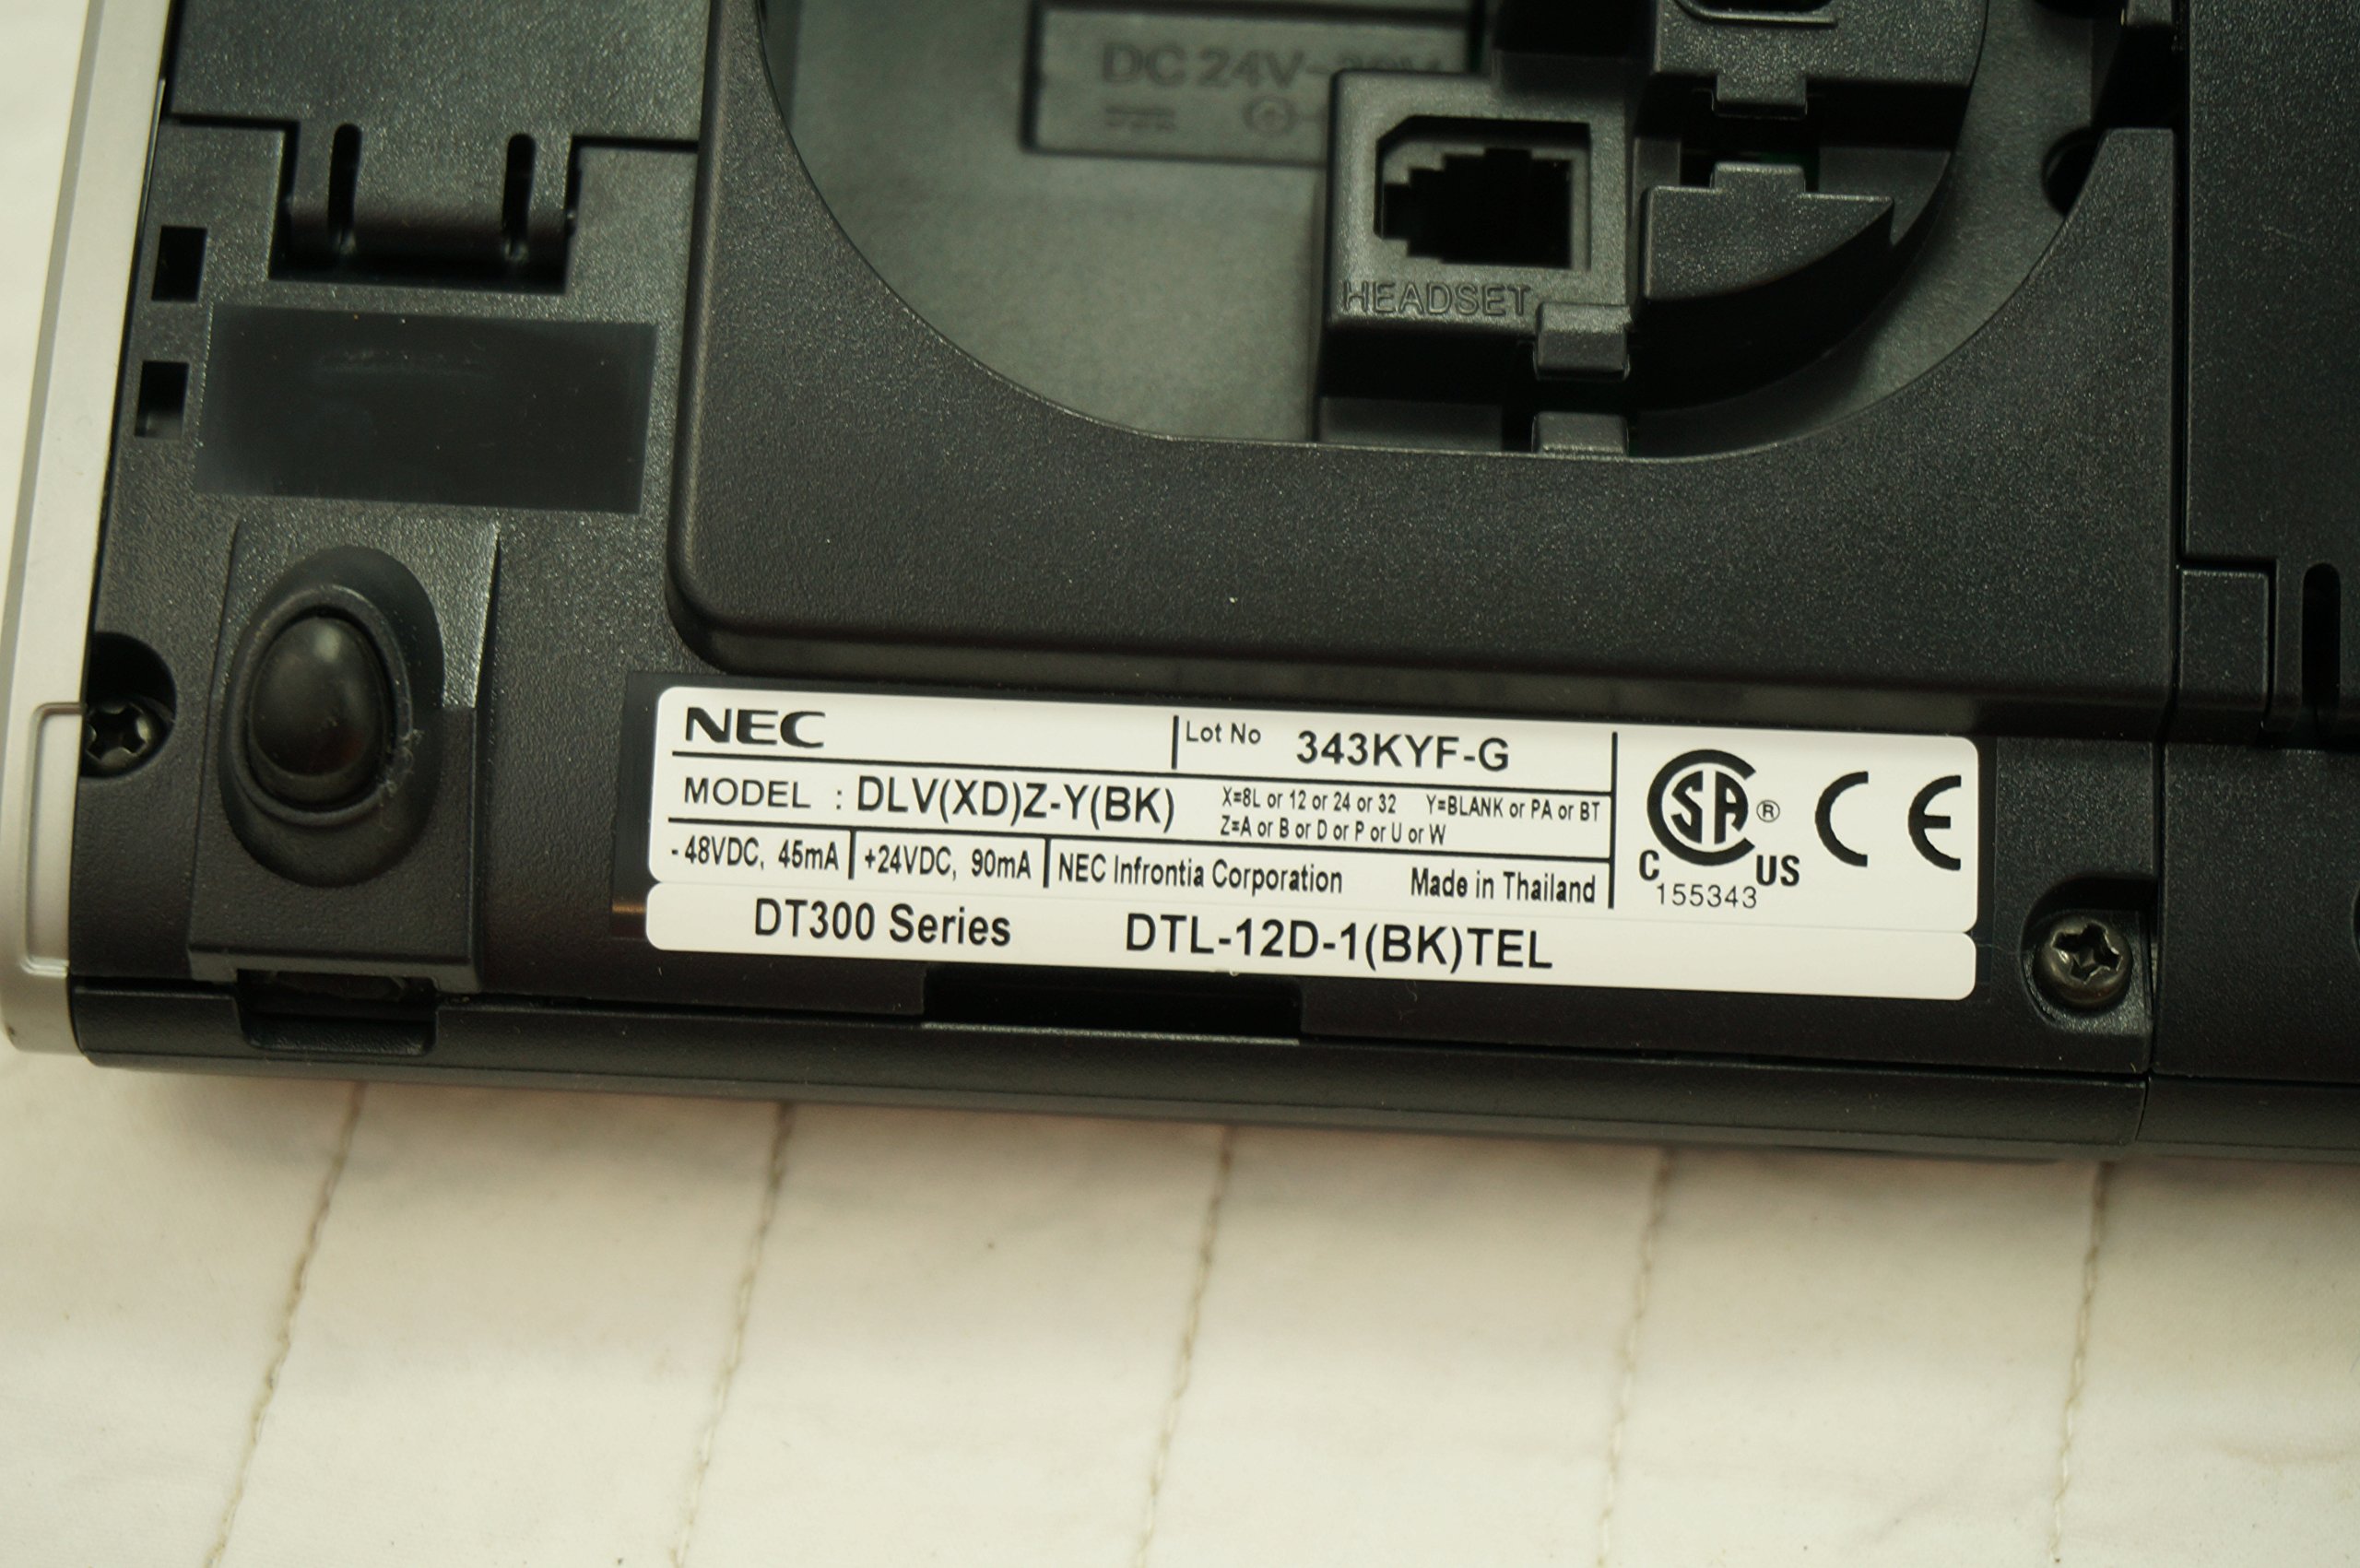 DC 24V
HEADSET
NEC Lot No 343KYF-G
MODEL : DLV(XD)Z-Y(BK) X=8L or 12 or 24 or 32 Y=BLANK or PA or BT
Z=A or B or D or P or U or W
-48VDC, 45mA +24VDC, 90mA NEC Infrontia Corporation Made in Thailand
SA ® C US CE
155343
DT300 Series DTL-12D-1(BK)TEL